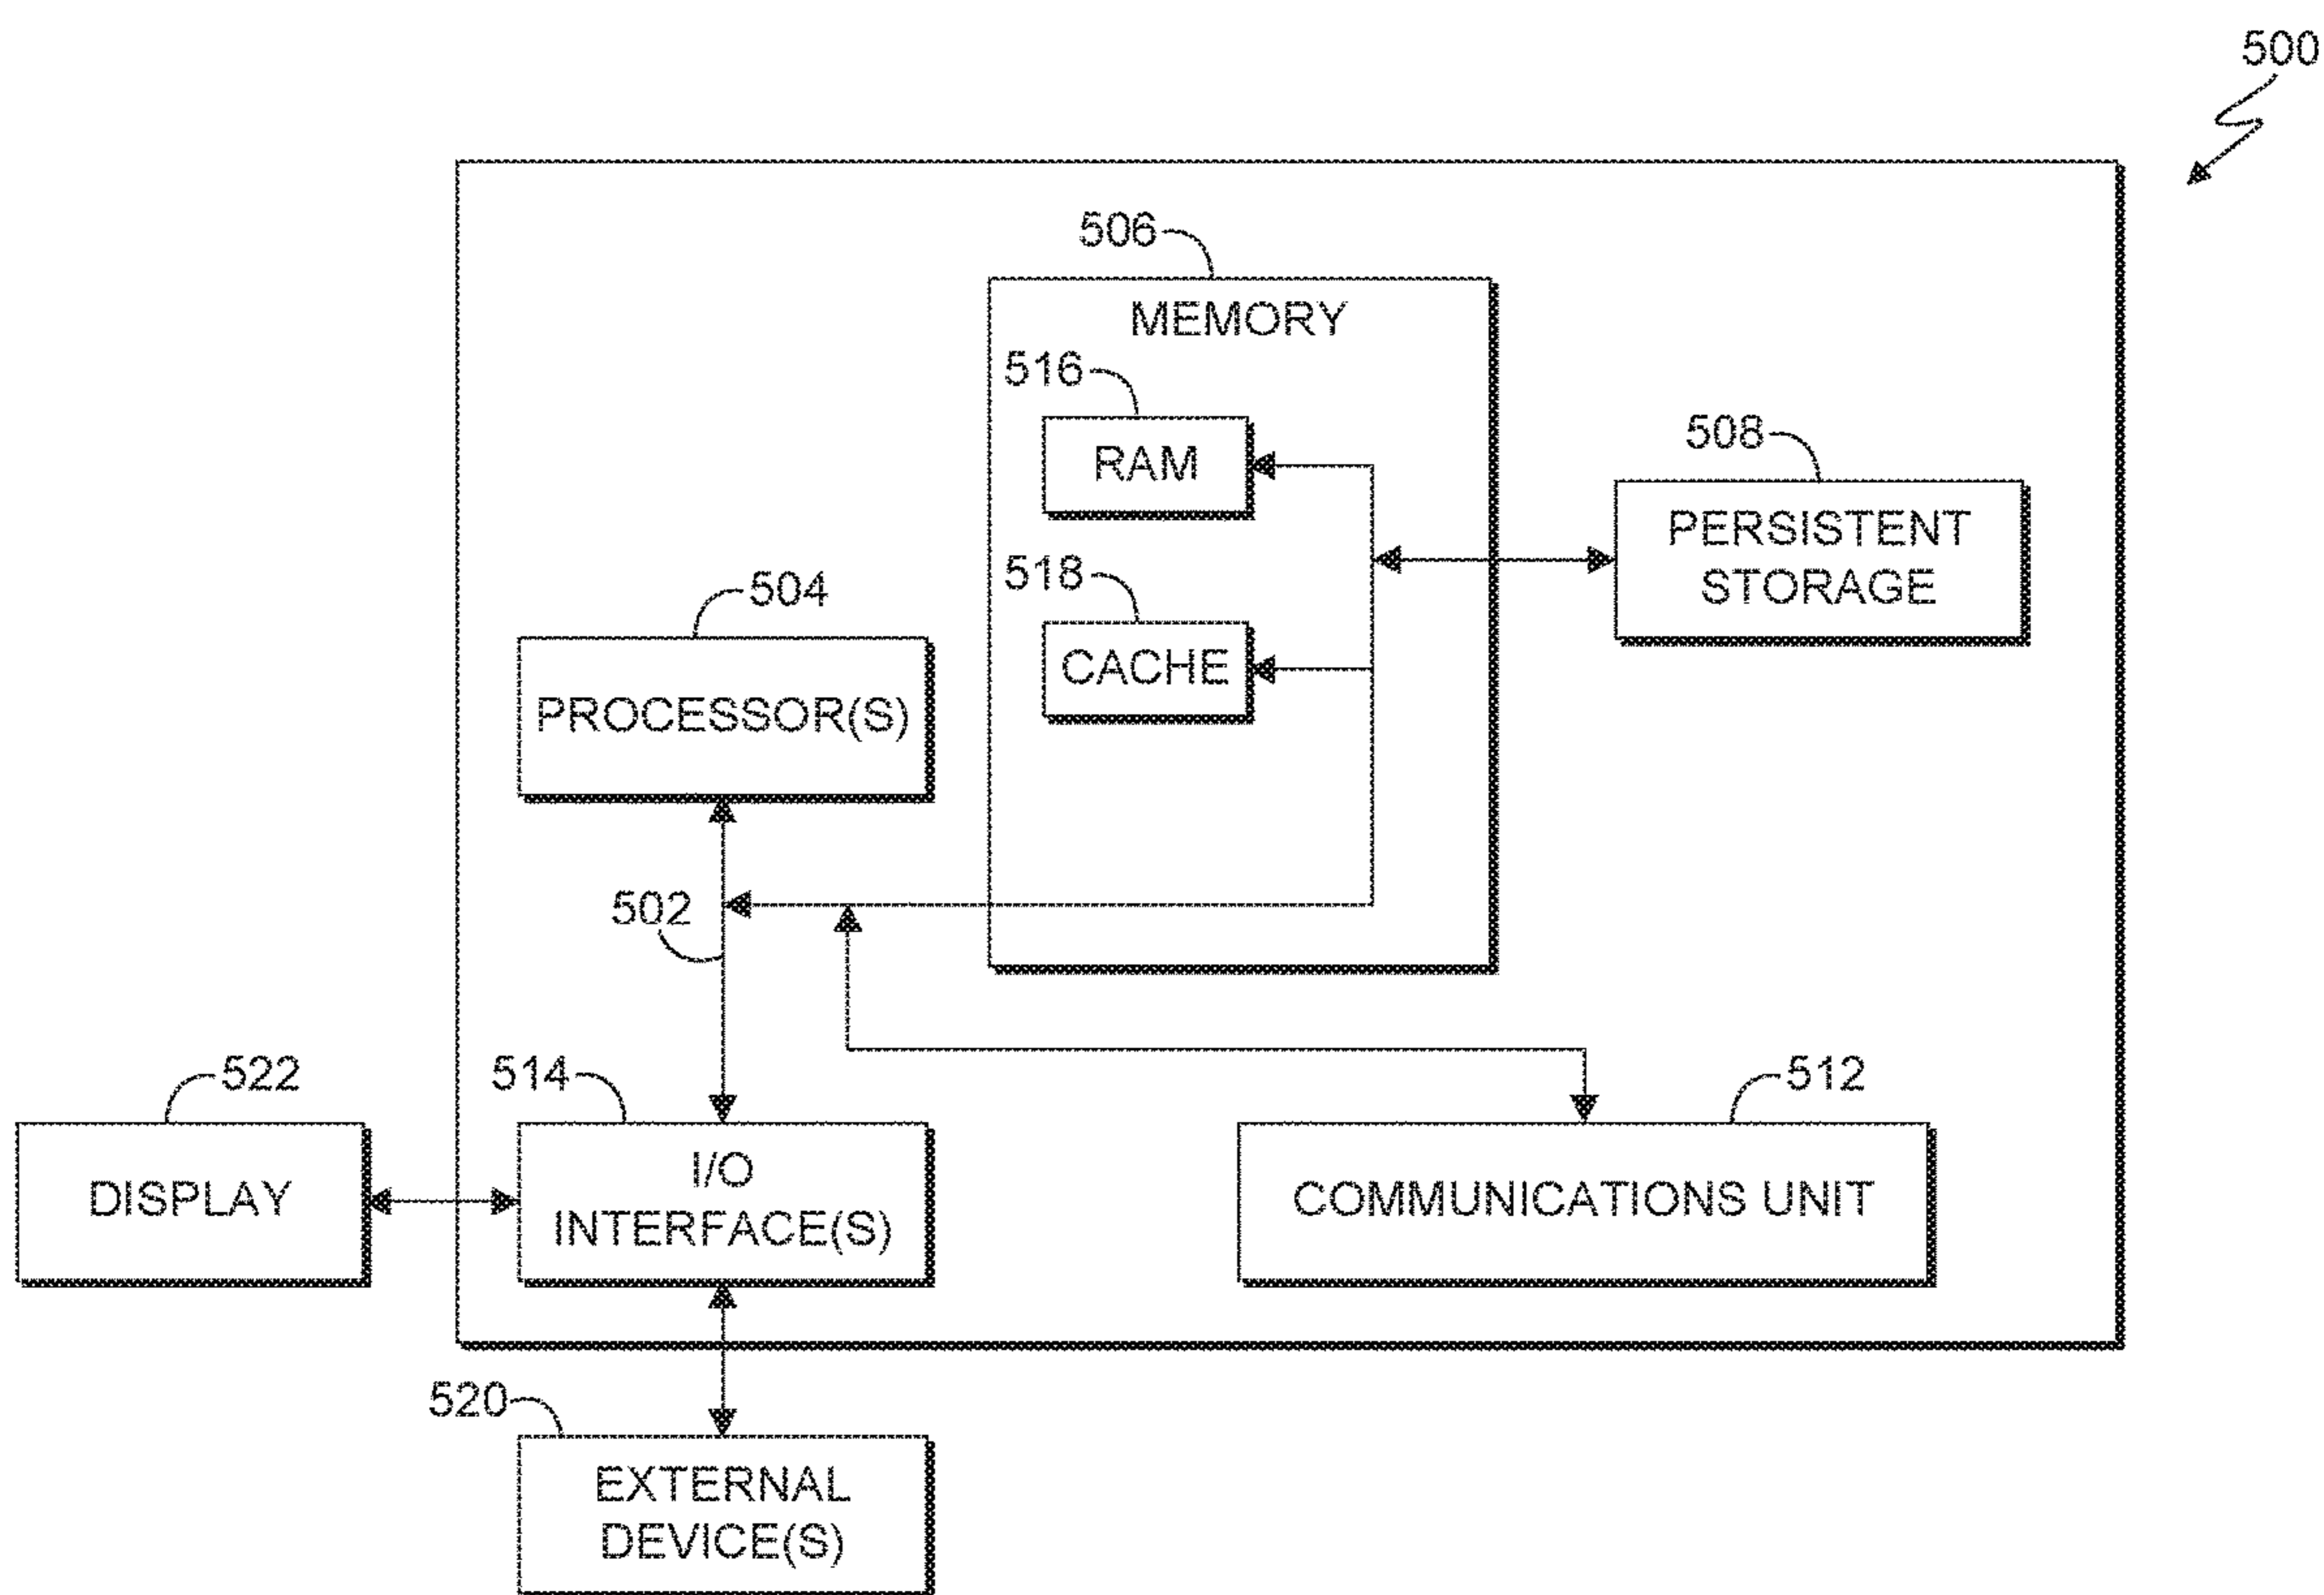 500
506
MEMORY
516
RAM
508
PERSISTENT
STORAGE
518
CACHE
504
PROCESSOR(S)
502
522
DISPLAY
514
I/O
INTERFACE(S)
512
COMMUNICATIONS UNIT
520
EXTERNAL
DEVICE(S)